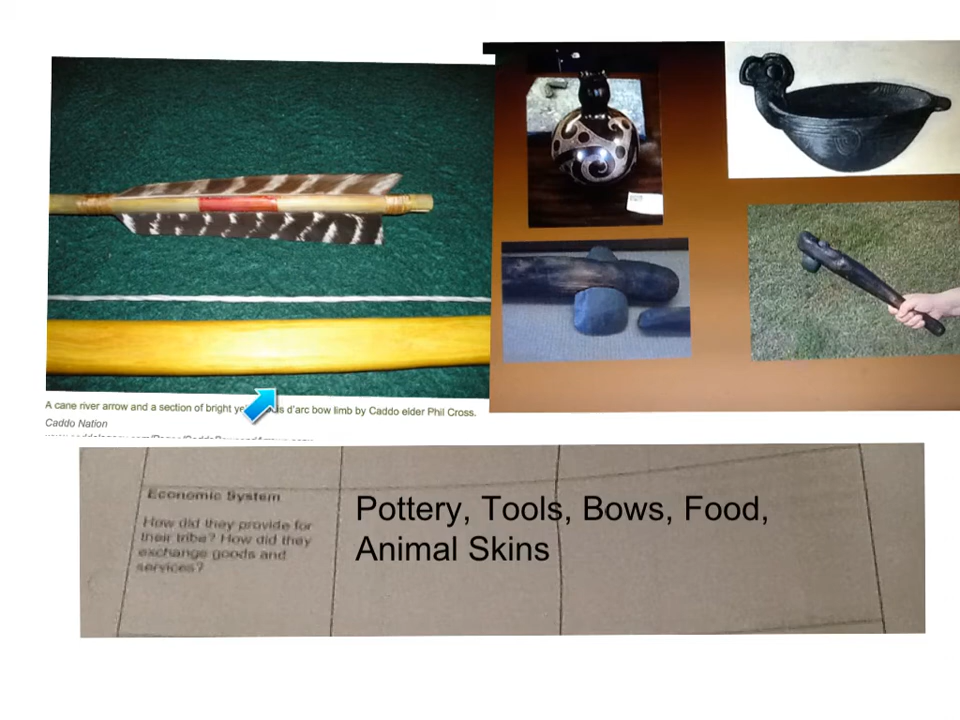 A cane river arrow and a section of bright d'arc bow limb by Caddo elder Phil Cross.
Caddo Nation
Economic System
How did they provide for
their tribe? How did they
exchange goods and
services?
Pottery, Tools, Bows, Food,
Animal Skins